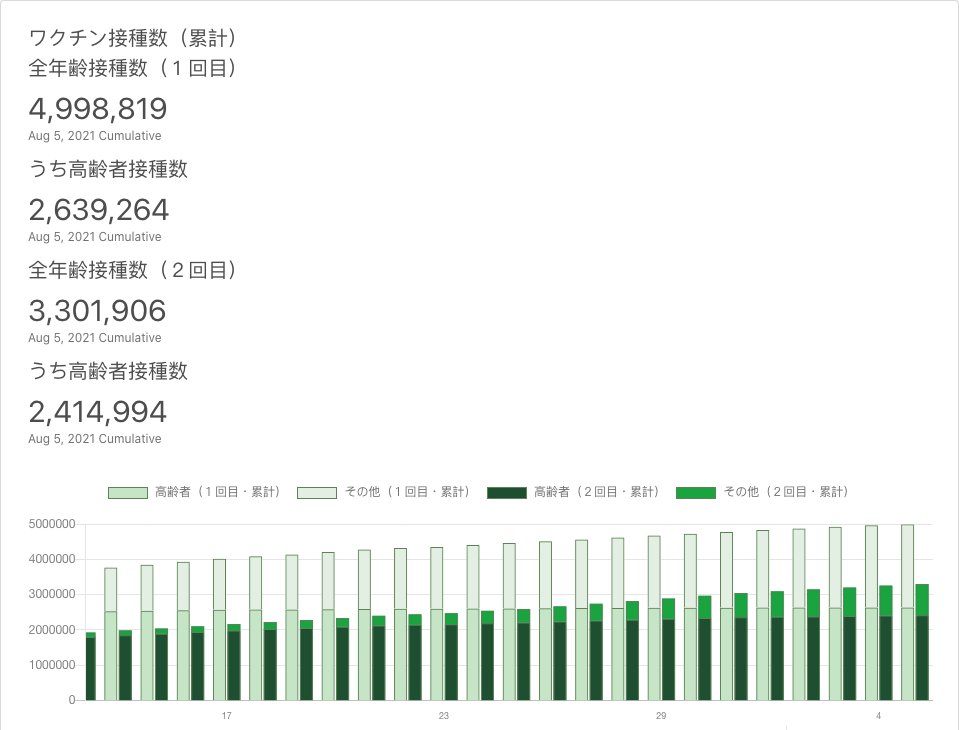 ワクチン接種数（累計）
全年齢接種数（１回目）
4,998,819
Aug 5, 2021 Cumulative
うち高齢者接種数
2,639,264
Aug 5, 2021 Cumulative
全年齢接種数（２回目）
3,301,906
Aug 5, 2021 Cumulative
うち高齢者接種数
2,414,994
Aug 5, 2021 Cumulative
高齢者（１回目・累計） その他（１回目・累計） 高齢者（２回目・累計） その他（２回目・累計）
5000000
4000000
3000000
2000000
1000000
0
17 23 29 4